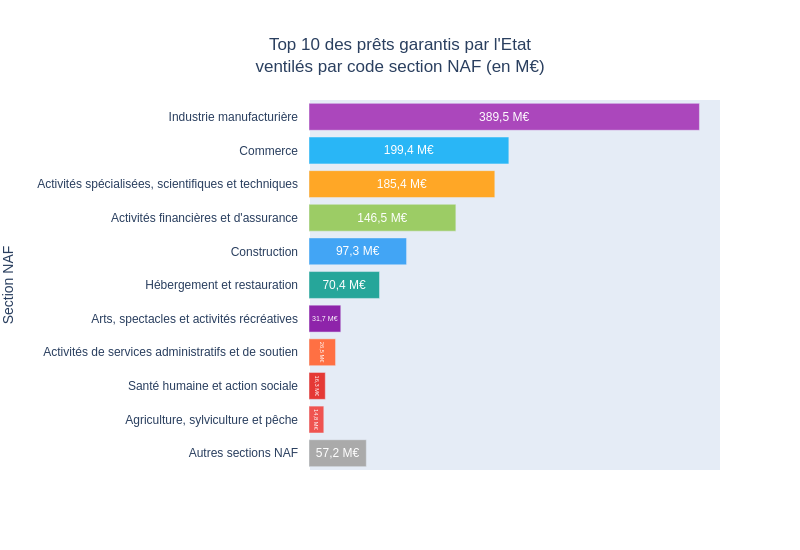 Top 10 des prêts garantis par l'Etat
ventilés par code section NAF (en M€)
Section NAF
Industrie manufacturière
389,5 M€
Commerce
199,4 M€
Activités spécialisées, scientifiques et techniques
185,4 M€
Activités financières et d'assurance
146,5 M€
Construction
97,3 M€
Hébergement et restauration
70,4 M€
Arts, spectacles et activités récréatives
31,7 M€
Activités de services administratifs et de soutien
Santé humaine et action sociale
Agriculture, sylviculture et pêche
Autres sections NAF
57,2 M€